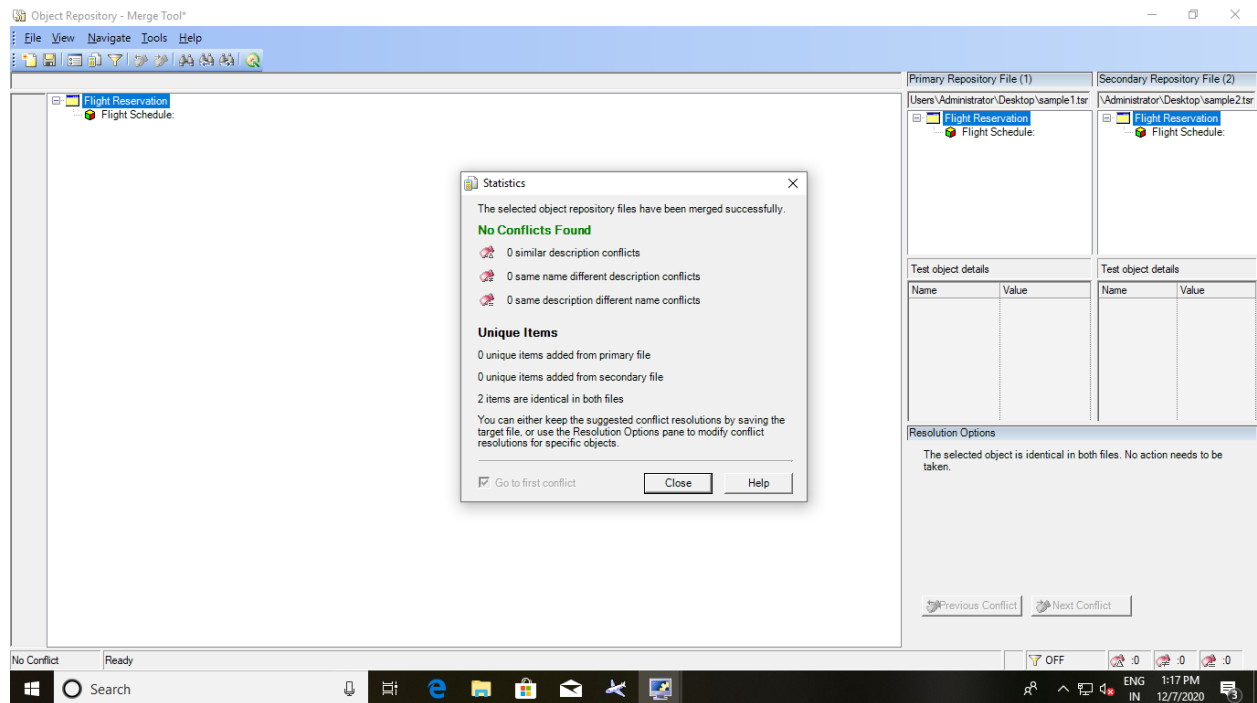 Object Repository - Merge Tool*
File View Navigate Tools Help
Primary Repository File (1)
Secondary Repository File (2)
Users\Administrator\Desktop\sample1.tsr
\Administrator\Desktop\sample2.tsr
Flight Reservation
Flight Schedule:
Flight Reservation
Flight Schedule:
Flight Reservation
Flight Schedule:
Statistics
The selected object repository files have been merged successfully.
No Conflicts Found
0 similar description conflicts
0 same name different description conflicts
0 same description different name conflicts
Unique Items
0 unique items added from primary file
0 unique items added from secondary file
2 items are identical in both files
You can either keep the suggested conflict resolutions by saving the
target file, or use the Resolution Options pane to modify conflict
resolutions for specific objects.
Go to first conflict
Close
Help
Test object details
Test object details
Name Value
Name Value
Resolution Options
The selected object is identical in both files. No action needs to be
taken.
Previous Conflict
Next Conflict
No Conflict
Ready
OFF
:0
:0
:0
Search
ENG
IN
1:17 PM
12/7/2020
3